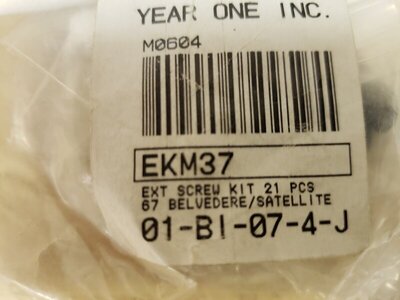 YEAR ONE INC.
M0604
EKM37
EXT SCREW KIT 21 PCS
67 BELVEDERE/SATELLITE
01-BI-07-4-J